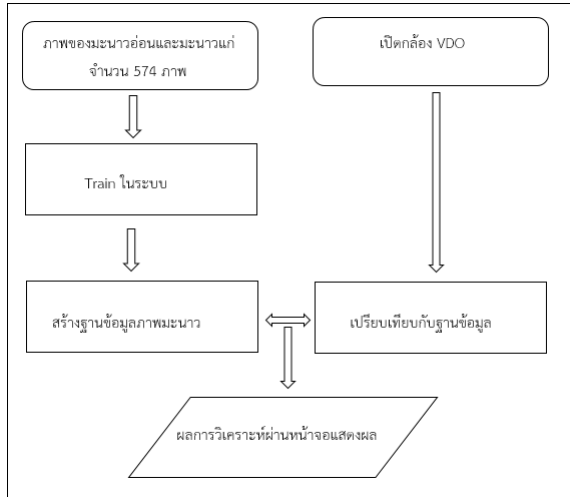 ภาพของมะนาวอ่อนและมะนาวแก่
จำนวน 574 ภาพ
เปิดกล้อง VDO
Train ในระบบ
สร้างฐานข้อมูลภาพมะนาว
เปรียบเทียบกับฐานข้อมูล
ผลการวิเคราะห์ผ่านหน้าจอแสดงผล